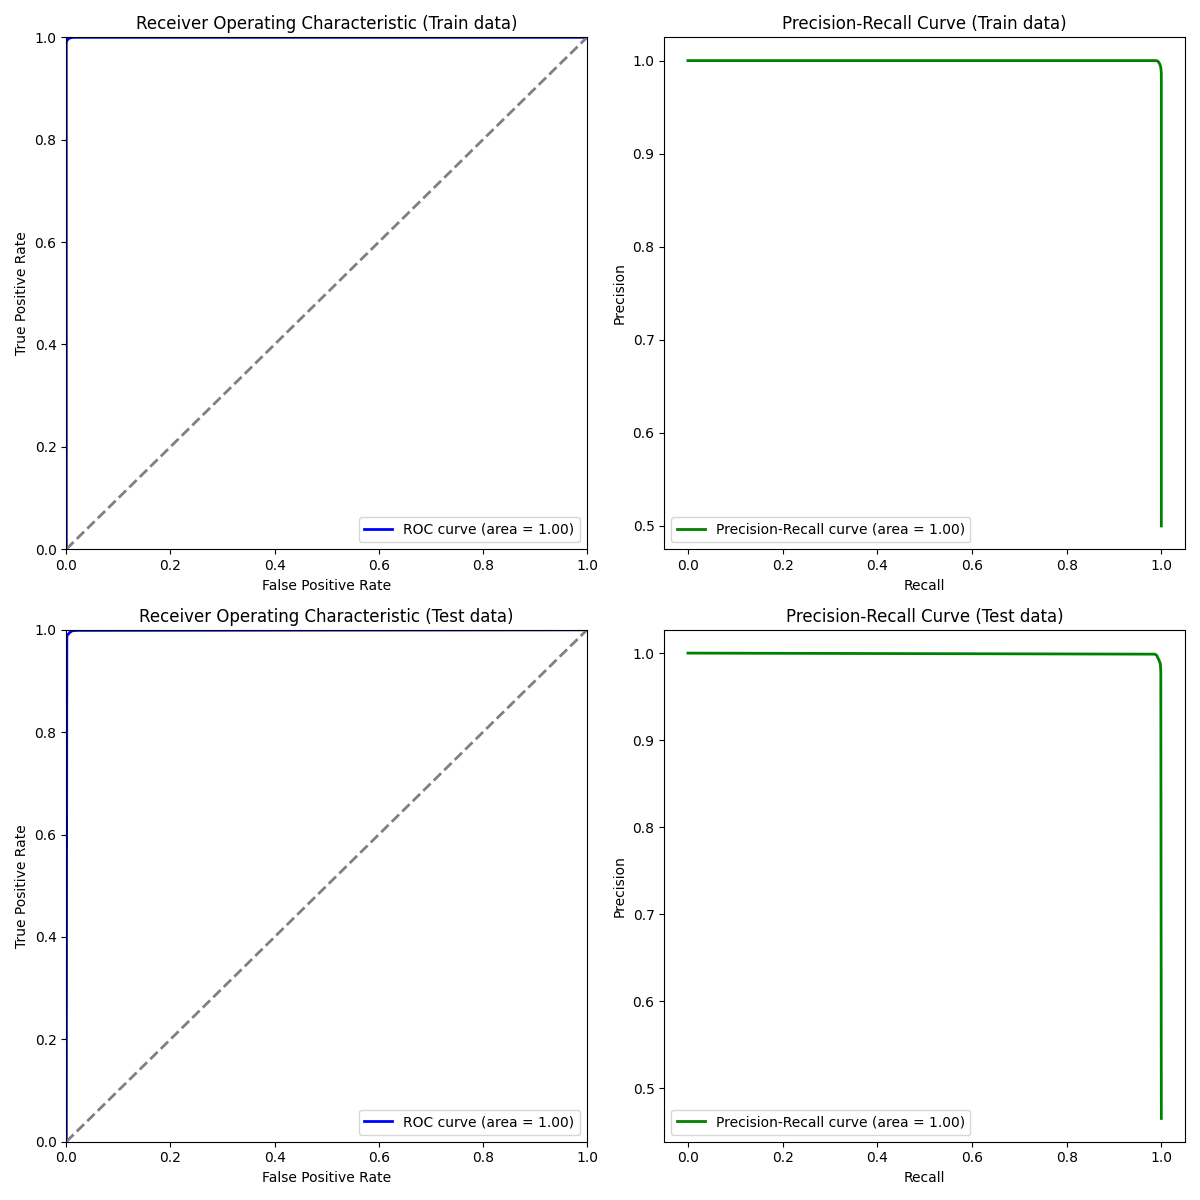 Receiver Operating Characteristic (Train data)
1.0
0.8
0.6
0.4
0.2
0.0
True Positive Rate
ROC curve (area = 1.00)
0.0 0.2 0.4 0.6 0.8 1.0
False Positive Rate
Precision-Recall Curve (Train data)
1.0
0.9
0.8
0.7
0.6
0.5
Precision
Precision-Recall curve (area = 1.00)
0.0 0.2 0.4 0.6 0.8 1.0
Recall
Receiver Operating Characteristic (Test data)
1.0
0.8
0.6
0.4
0.2
0.0
True Positive Rate
ROC curve (area = 1.00)
0.0 0.2 0.4 0.6 0.8 1.0
False Positive Rate
Precision-Recall Curve (Test data)
1.0
0.9
0.8
0.7
0.6
0.5
Precision
Precision-Recall curve (area = 1.00)
0.0 0.2 0.4 0.6 0.8 1.0
Recall